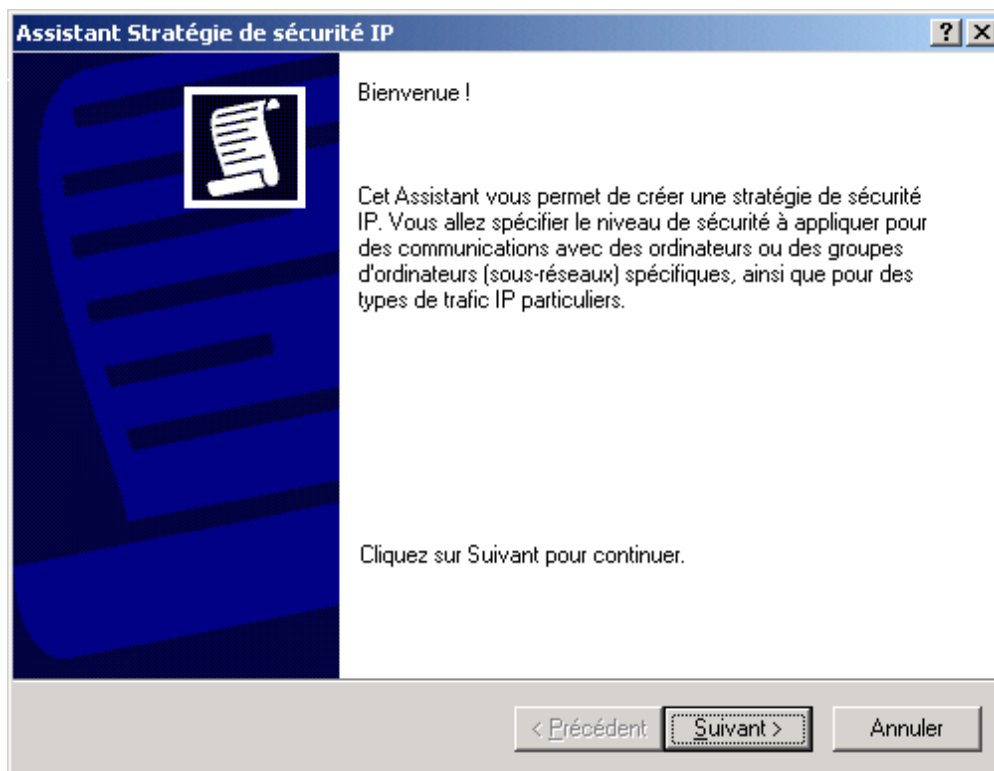 Assistant Stratégie de sécurité IP
Bienvenue !
Cet Assistant vous permet de créer une stratégie de sécurité
IP. Vous allez spécifier le niveau de sécurité à appliquer pour
des communications avec des ordinateurs ou des groupes
d'ordinateurs (sous-réseaux) spécifiques, ainsi que pour des
types de trafic IP particuliers.
Cliquez sur Suivant pour continuer.
< Précédent
Suivant >
Annuler